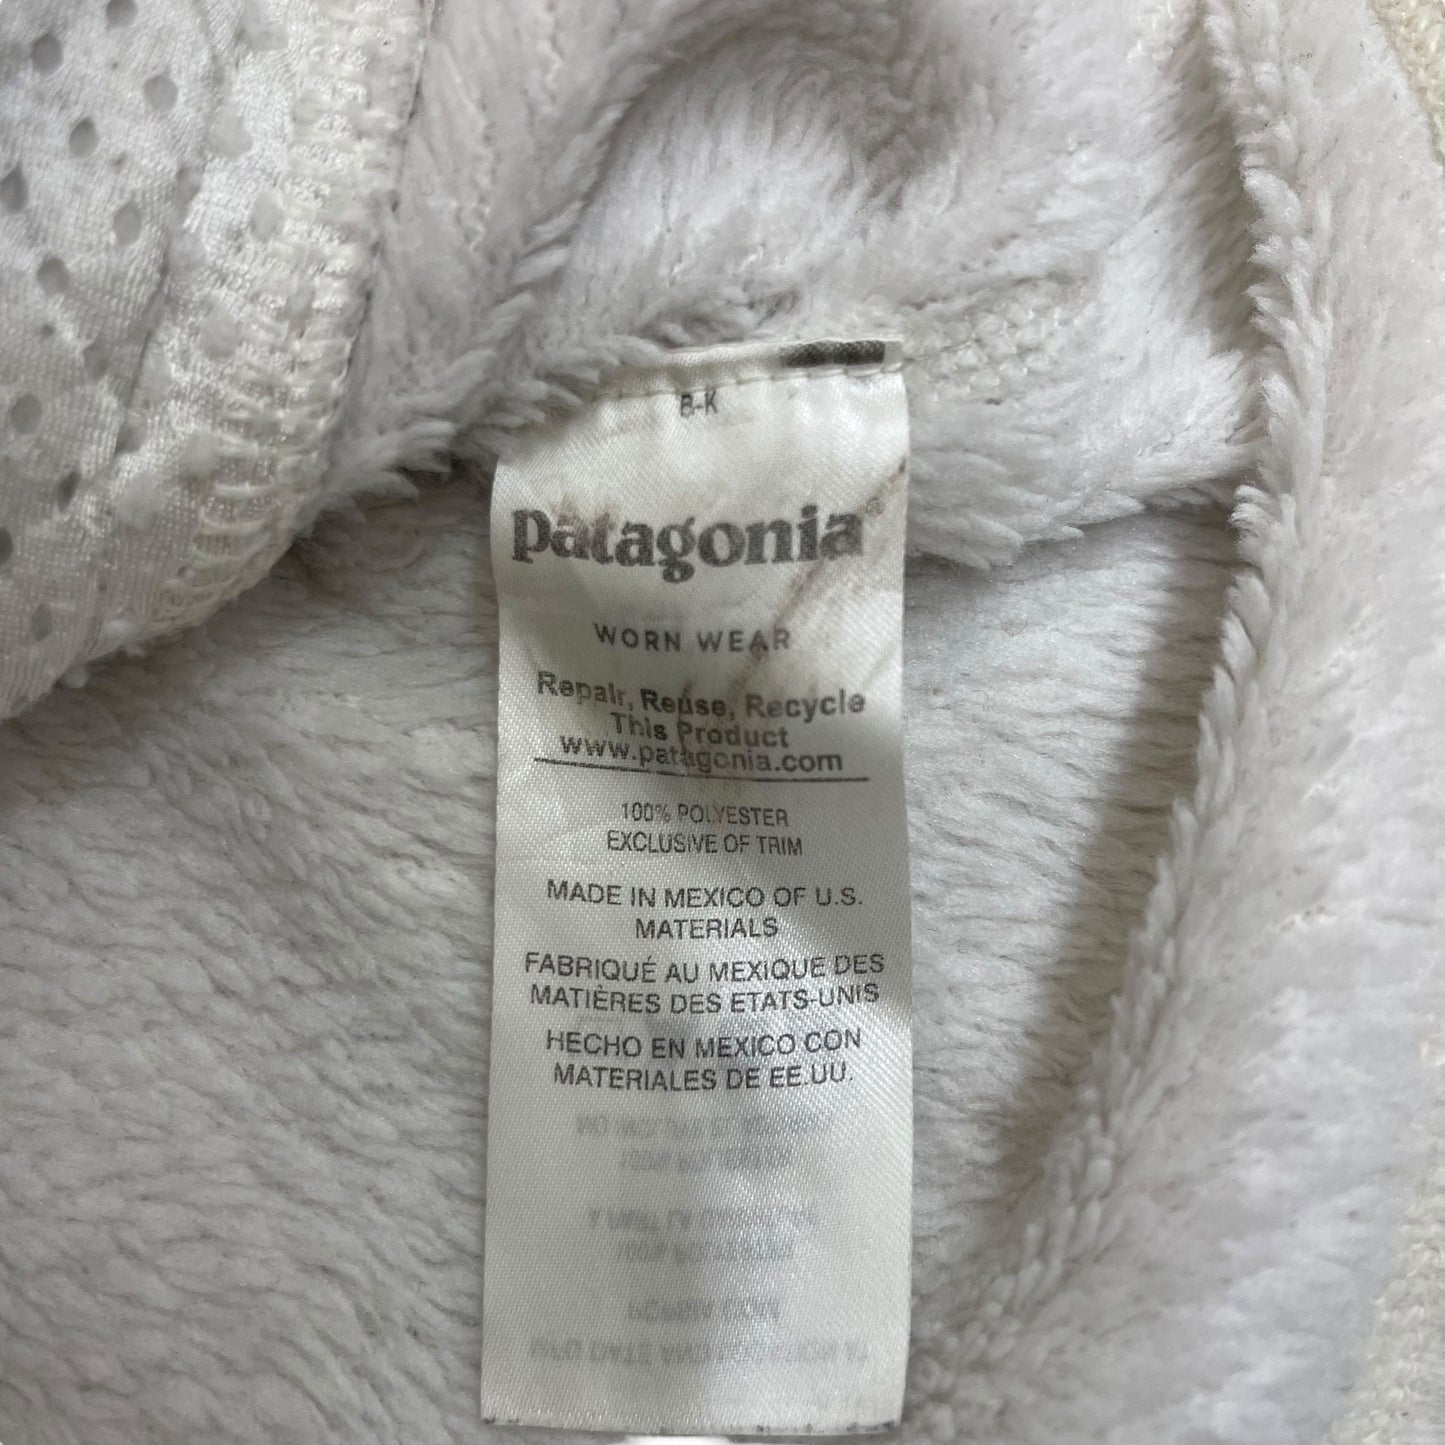 B-K
patagonia®
WORN WEAR
Repair, Reuse, Recycle
This Product
www.patagonia.com
100% POLYESTER
EXCLUSIVE OF TRIM
MADE IN MEXICO OF U.S.
MATERIALS
FABRIQUÉ AU MEXIQUE DES
MATIÈRES DES ETATS-UNIS
HECHO EN MEXICO CON
MATERIALES DE EE.UU.